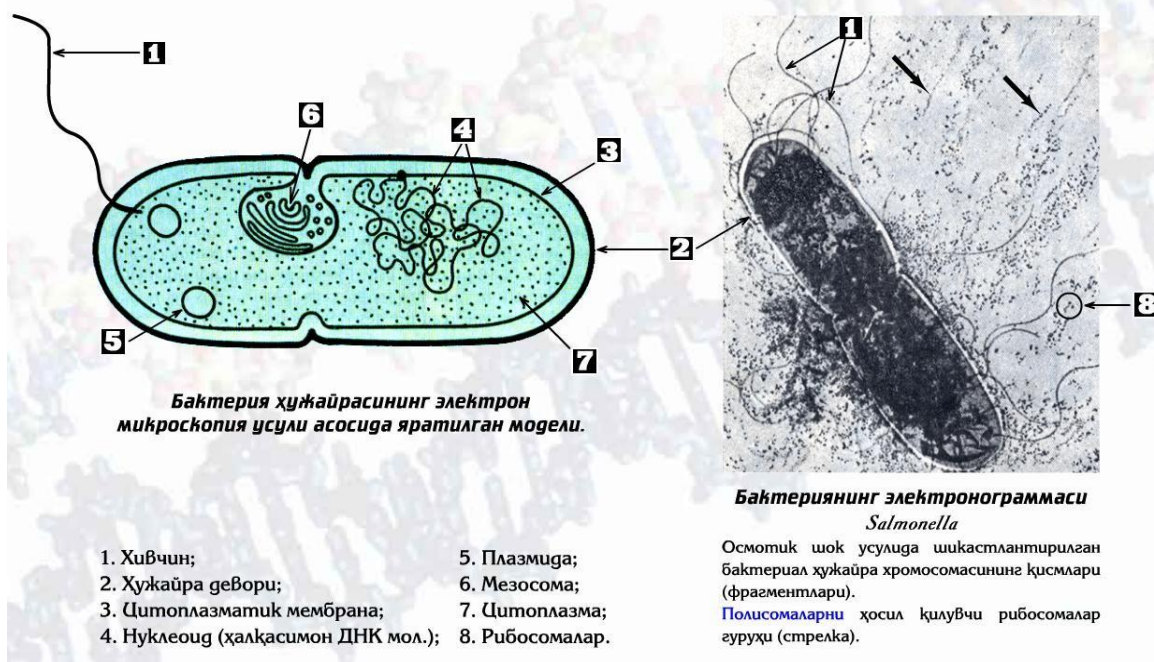 1
6
4
3
2
5
7
Бактерия ҳужайрасининг электрон
микроскопия усули асосида яратилган модели.
1. Хивчин;
2. Ҳужайра девори;
3. Цитоплазматик мембрана;
4. Нуклеоид (ҳалқасимон ДНК мол.);
5. Плазмида;
6. Мезосома;
7. Цитоплазма;
8. Рибосомалар.
1
8
Бактериянинг электронограммаси
Salmonella
Осмотик шок усулида шикастлантирилган
бактериал ҳужайра хромосомасининг қисмлари
(фрагментлари).
Полисомаларни ҳосил қилувчи рибосомалар
гуруҳи (стрелка).